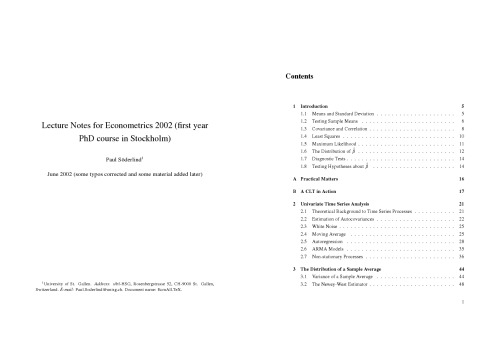 Lecture Notes for Econometrics 2002 (first year
PhD course in Stockholm)
Paul Söderlind¹
June 2002 (some typos corrected and some material added later)
¹University of St. Gallen. Address: s/bf-HSG, Rosenbergstrasse 52, CH-9000 St. Gallen,
Switzerland. E-mail: Paul.Soderlind@unisg.ch. Document name: EcmAll.TeX.
Contents
1 Introduction 5
1.1 Means and Standard Deviation . . . . . . . . . . . . . . . . . . . . . 5
1.2 Testing Sample Means . . . . . . . . . . . . . . . . . . . . . . . . . 6
1.3 Covariance and Correlation . . . . . . . . . . . . . . . . . . . . . . . 8
1.4 Least Squares . . . . . . . . . . . . . . . . . . . . . . . . . . . . . . 10
1.5 Maximum Likelihood . . . . . . . . . . . . . . . . . . . . . . . . . . 11
1.6 The Distribution of β̂ . . . . . . . . . . . . . . . . . . . . . . . . . . 12
1.7 Diagnostic Tests . . . . . . . . . . . . . . . . . . . . . . . . . . . . . 14
1.8 Testing Hypotheses about β̂ . . . . . . . . . . . . . . . . . . . . . . 14
A Practical Matters 16
B A CLT in Action 17
2 Univariate Time Series Analysis 21
2.1 Theoretical Background to Time Series Processes . . . . . . . . . . . 21
2.2 Estimation of Autocovariances . . . . . . . . . . . . . . . . . . . . . 22
2.3 White Noise . . . . . . . . . . . . . . . . . . . . . . . . . . . . . . . 25
2.4 Moving Average . . . . . . . . . . . . . . . . . . . . . . . . . . . . . 25
2.5 Autoregression . . . . . . . . . . . . . . . . . . . . . . . . . . . . . 28
2.6 ARMA Models . . . . . . . . . . . . . . . . . . . . . . . . . . . . . 35
2.7 Non-stationary Processes . . . . . . . . . . . . . . . . . . . . . . . . 36
3 The Distribution of a Sample Average 44
3.1 Variance of a Sample Average . . . . . . . . . . . . . . . . . . . . . 44
3.2 The Newey-West Estimator . . . . . . . . . . . . . . . . . . . . . . . 48
1